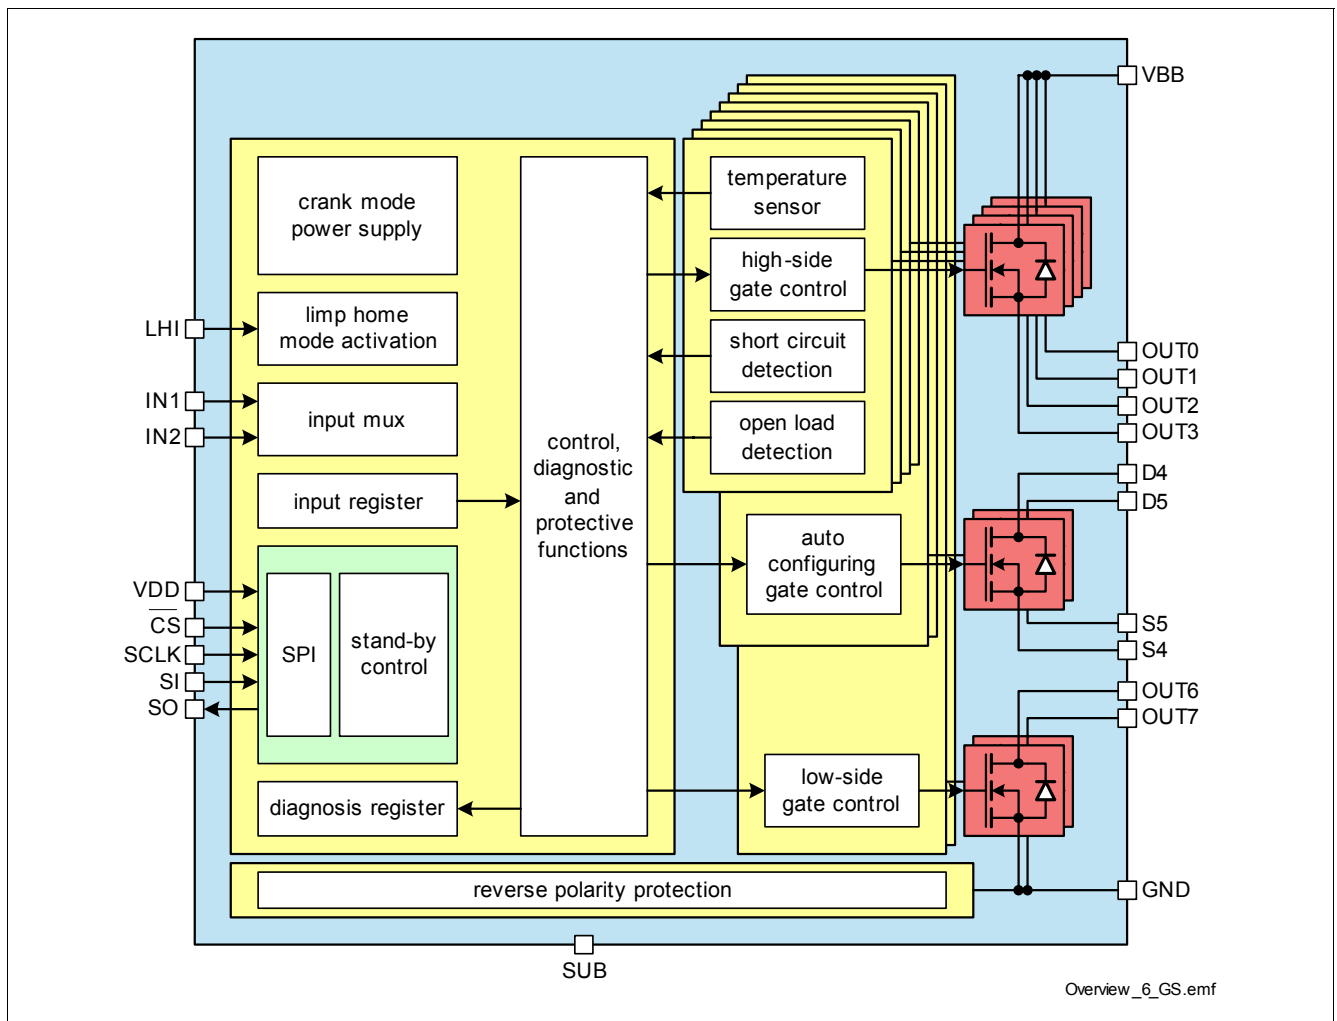 VBB
crank mode
power supply
temperature
sensor
high-side
gate control
LHI
limp home
mode activation
short circuit
detection
OUT0
OUT1
OUT2
OUT3
IN1
IN2
input mux
open load
detection
control,
diagnostic
and
protective
functions
input register
D4
D5
auto
configuring
gate control
VDD
CS
SCLK
SI
SO
SPI
stand-by
control
S5
S4
OUT6
OUT7
diagnosis register
low-side
gate control
reverse polarity protection
GND
SUB
Overview_6_GS.emf